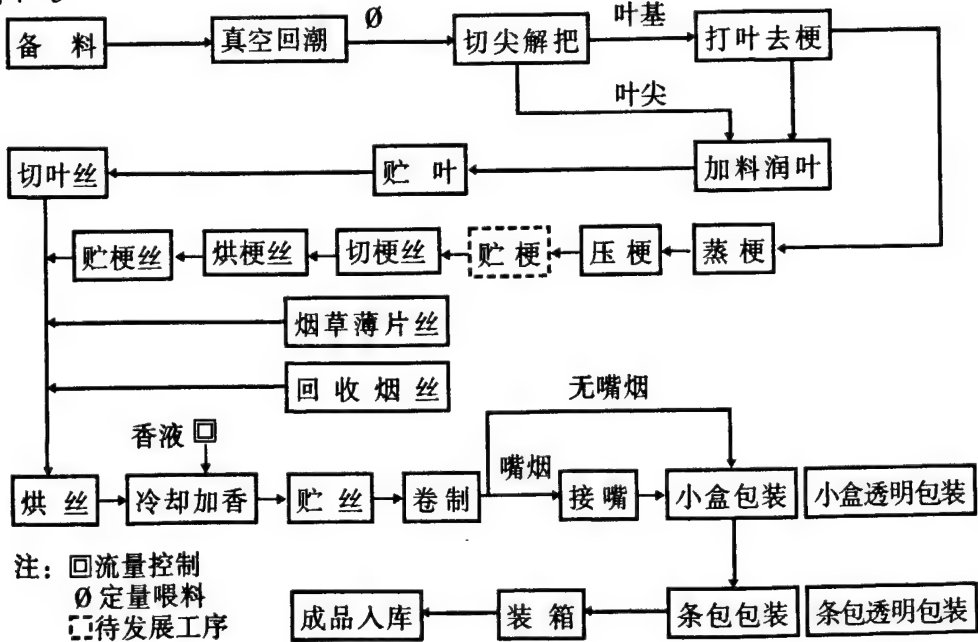 备料
真空回潮
Ø
切尖解把
叶基
打叶去梗
叶尖
切叶丝
贮叶
加料润叶
贮梗丝
烘梗丝
切梗丝
贮梗
压梗
蒸梗
烟草薄片丝
回收烟丝
无嘴烟
香液 回
嘴烟
烘丝
冷却加香
贮丝
卷制
接嘴
小盒包装
小盒透明包装
注：回流量控制
Ø定量喂料
待发展工序
成品入库
装箱
条包包装
条包透明包装